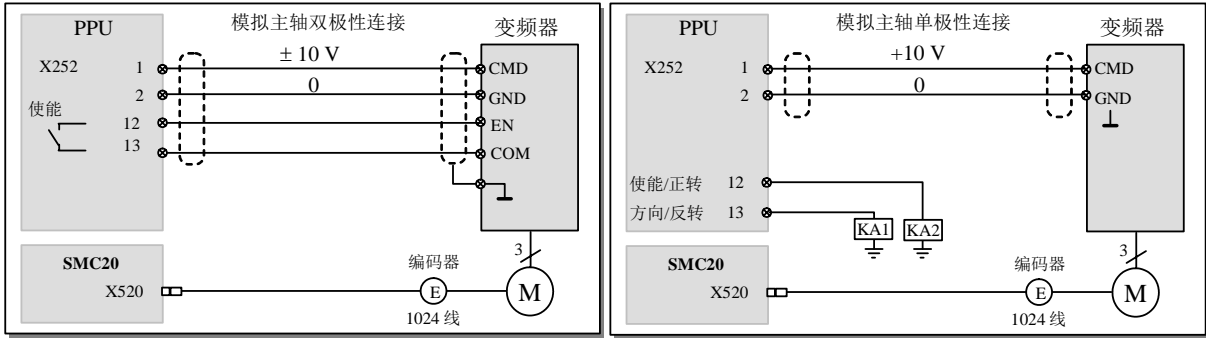 PPU
模拟主轴双极性连接
变频器
± 10 V
X252
1
CMD
0
2
GND
使能
12
EN
13
COM
3
SMC20
编码器
X520
E
M
1024 线
PPU
模拟主轴单极性连接
变频器
+10 V
X252
1
CMD
0
2
GND
使能/正转
12
方向/反转
13
KA1
KA2
3
SMC20
编码器
X520
E
M
1024 线